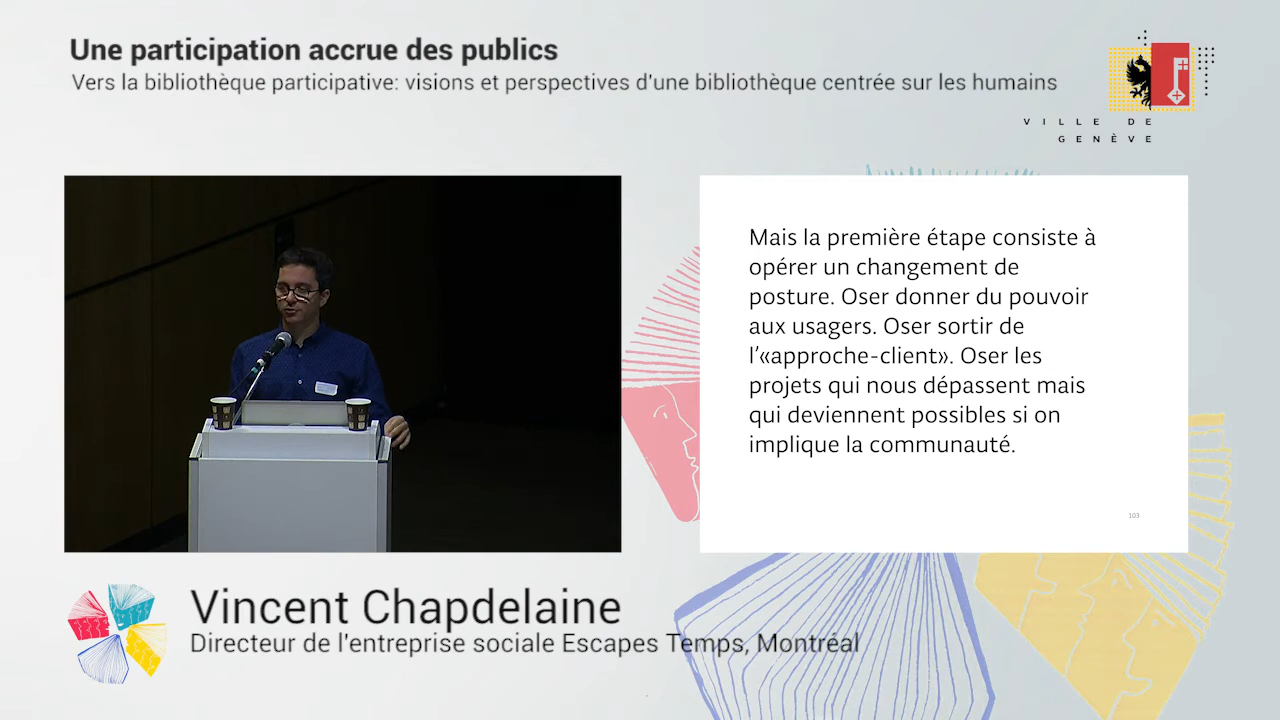 Une participation accrue des publics
Vers la bibliothèque participative: visions et perspectives d'une bibliothèque centrée sur les humains
VILLE DE
GENÈVE
Mais la première étape consiste à
opérer un changement de
posture. Oser donner du pouvoir
aux usagers. Oser sortir de
l'«approche-client». Oser les
projets qui nous dépassent mais
qui deviennent possibles si on
implique la communauté.
103
Vincent Chapdelaine
Directeur de l'entreprise sociale Escapes Temps, Montréal